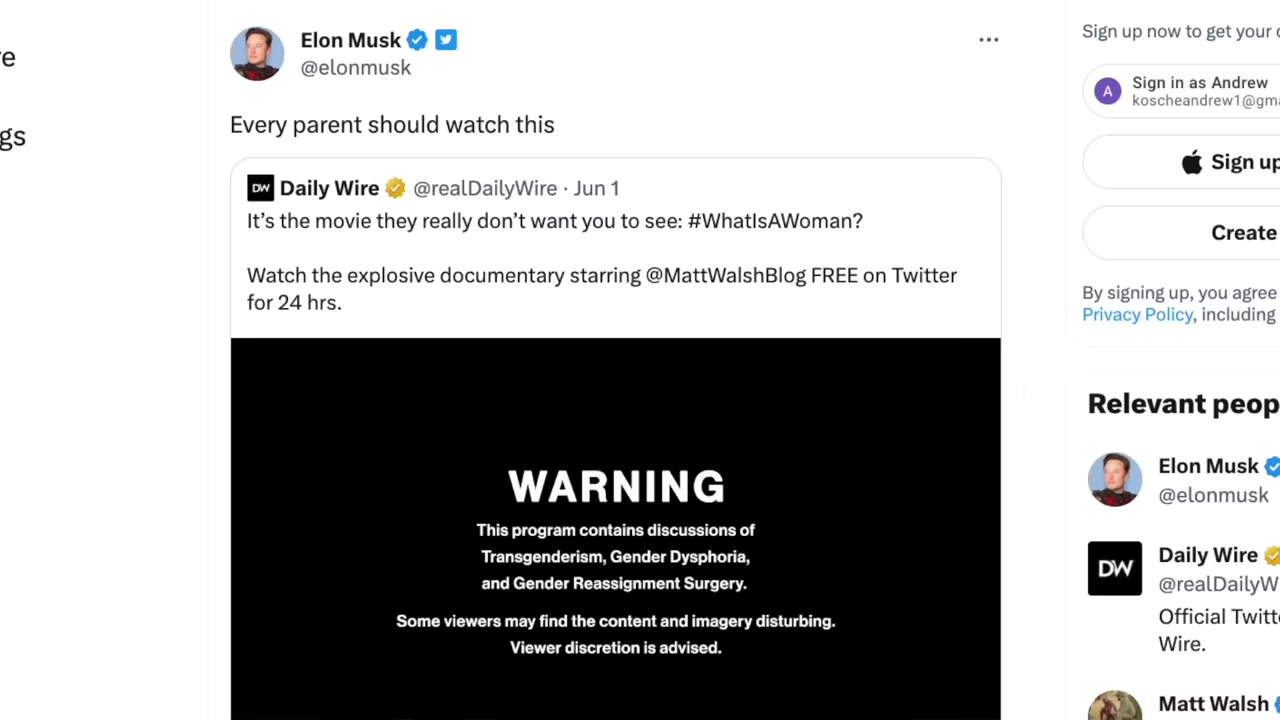 re
gs
Elon Musk
@elonmusk
Every parent should watch this
DW Daily Wire @realDailyWire · Jun 1
It's the movie they really don't want you to see: #WhatIsAWoman?
Watch the explosive documentary starring @MattWalshBlog FREE on Twitter
for 24 hrs.
WARNING
This program contains discussions of
Transgenderism, Gender Dysphoria,
and Gender Reassignment Surgery.
Some viewers may find the content and imagery disturbing.
Viewer discretion is advised.
Sign up now to get your
A
Sign in as Andrew
koscheandrew1@gma
Sign up
Create
By signing up, you agree
Privacy Policy, including
Relevant peop
Elon Musk
@elonmusk
DW
Daily Wire
@realDailyW
Official Twitt
Wire.
Matt Walsh